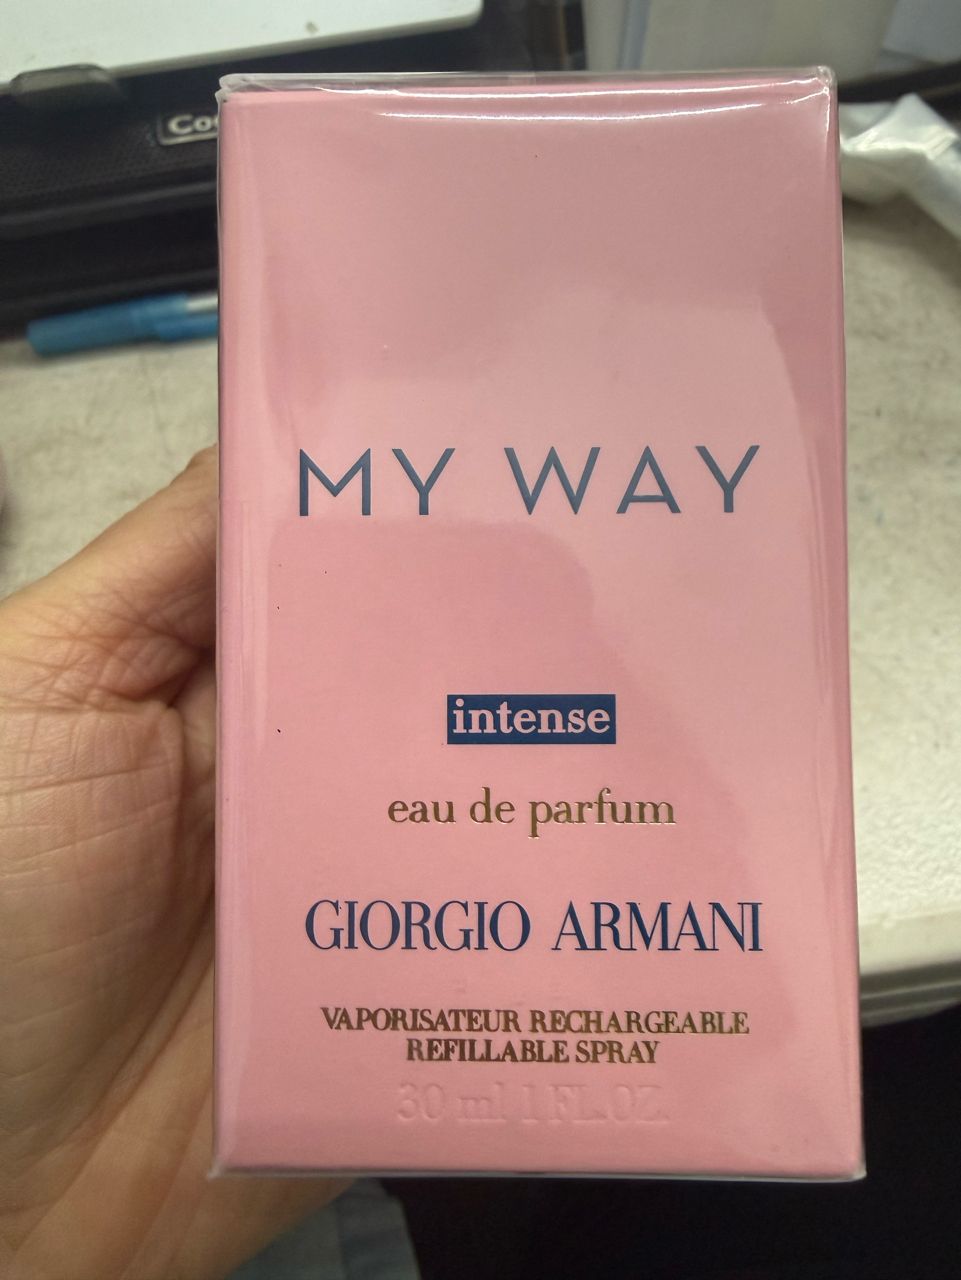 MY WAY
intense
eau de parfum
GIORGIO ARMANI
VAPORISATEUR RECHARGEABLE
REFILLABLE SPRAY
30 ml 1 FL.OZ.